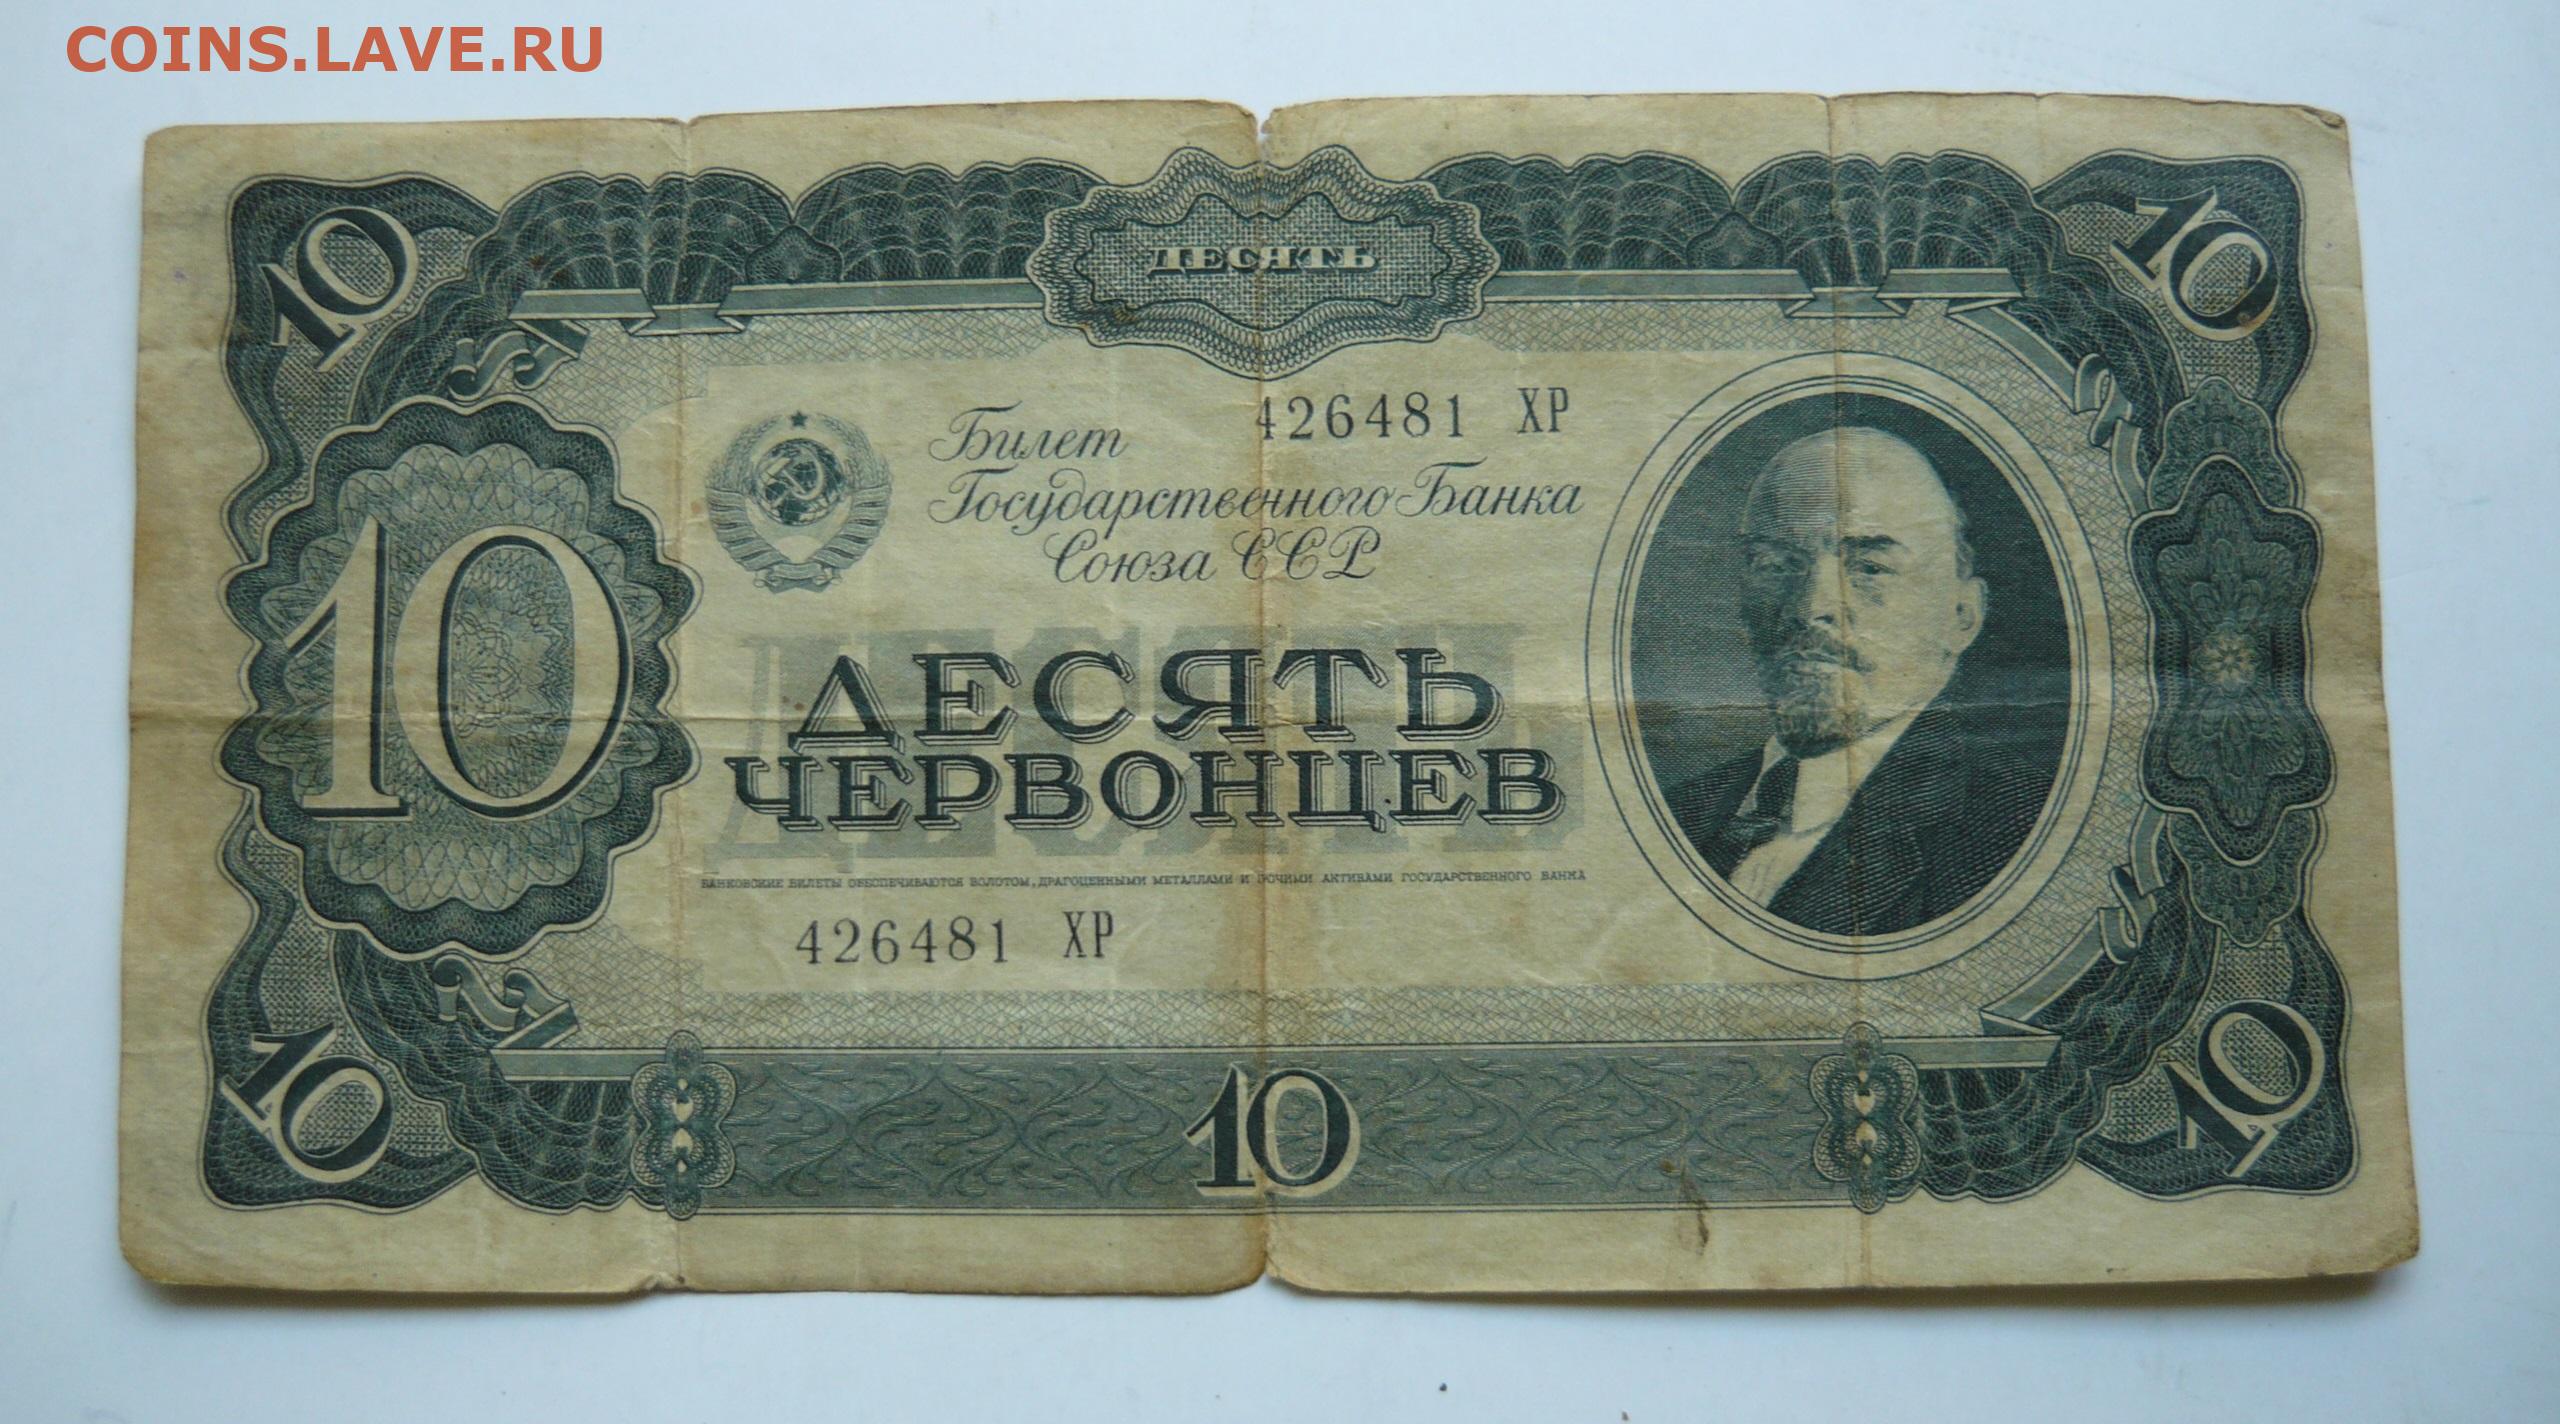 COINS.LAVE.RU
10
ДЕСЯТЬ
10
426481 ХР
Билет
Государственного Банка
Союза ССР
10
ДЕСЯТЬ
ДЕСЯТЬ
ЧЕРВОНЦЕВ
БАНКОВСКИЕ БИЛЕТЫ ОБЕСПЕЧИВАЮТСЯ ЗОЛОТОМ, ДРАГОЦЕННЫМИ МЕТАЛЛАМИ И ПРОЧИМИ АКТИВАМИ ГОСУДАРСТВЕННОГО БАНКА
426481 ХР
10
10
10